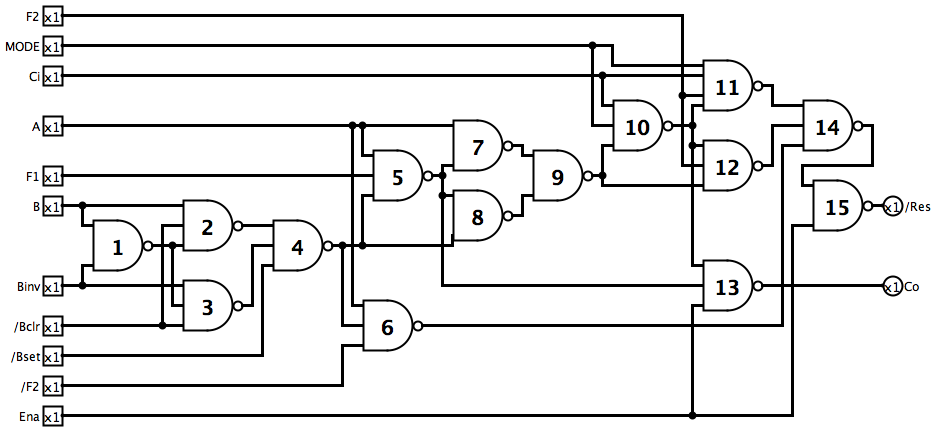 F2 x1
MODE x1
Ci x1
11
A x1
10
14
7
5
9
12
F1 x1
B x1
15
x1 /Res
2
8
1
4
Binv x1
13
x1 Co
3
/Bclr x1
6
/Bset x1
/F2 x1
Ena x1